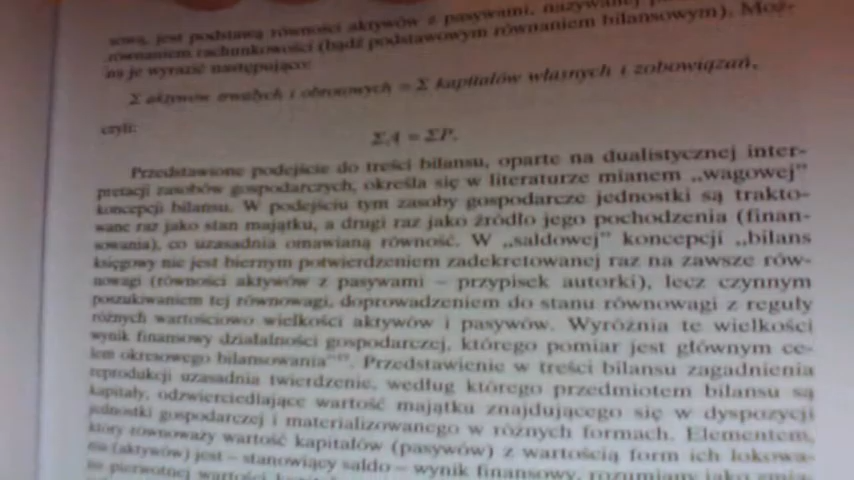 sową, jest podstawą równości aktywów z pasywami, nazywanej
równaniem rachunkowości (bądź podstawowym równaniem bilansowym). Moż-
na je wyrazić następująco:
Σ aktywów trwałych i obrotowych = Σ kapitałów własnych i zobowiązań,
czyli:
ΣA = ΣP.
Przedstawione podejście do treści bilansu, oparte na dualistycznej inter-
pretacji zasobów gospodarczych, określa się w literaturze mianem „wagowej”
koncepcji bilansu. W podejściu tym zasoby gospodarcze jednostki są trakto-
wane raz jako stan majątku, a drugi raz jako źródło jego pochodzenia (finan-
sowania), co uzasadnia omawianą równość. W „saldowej” koncepcji „bilans
księgowy nie jest biernym potwierdzeniem zadekretowanej raz na zawsze rów-
nowagi (równości aktywów z pasywami – przypisek autorki), lecz czynnym
poszukiwaniem tej równowagi, doprowadzeniem do stanu równowagi z reguły
różnych wartościowo wielkości aktywów i pasywów. Wyróżnia te wielkości
wynik finansowy działalności gospodarczej, którego pomiar jest głównym ce-
lem okresowego bilansowania”. Przedstawienie w treści bilansu zagadnienia
reprodukcji uzasadnia twierdzenie, według którego przedmiotem bilansu są
kapitały, odzwierciedlające wartość majątku znajdującego się w dyspozycji
jednostki gospodarczej i materializowanego w różnych formach. Elementem,
który równoważy wartość kapitałów (pasywów) z wartością form ich lokowa-
nia (aktywów) jest – stanowiący saldo – wynik finansowy, rozumiany jako zmia-
na pierwotnej wartości